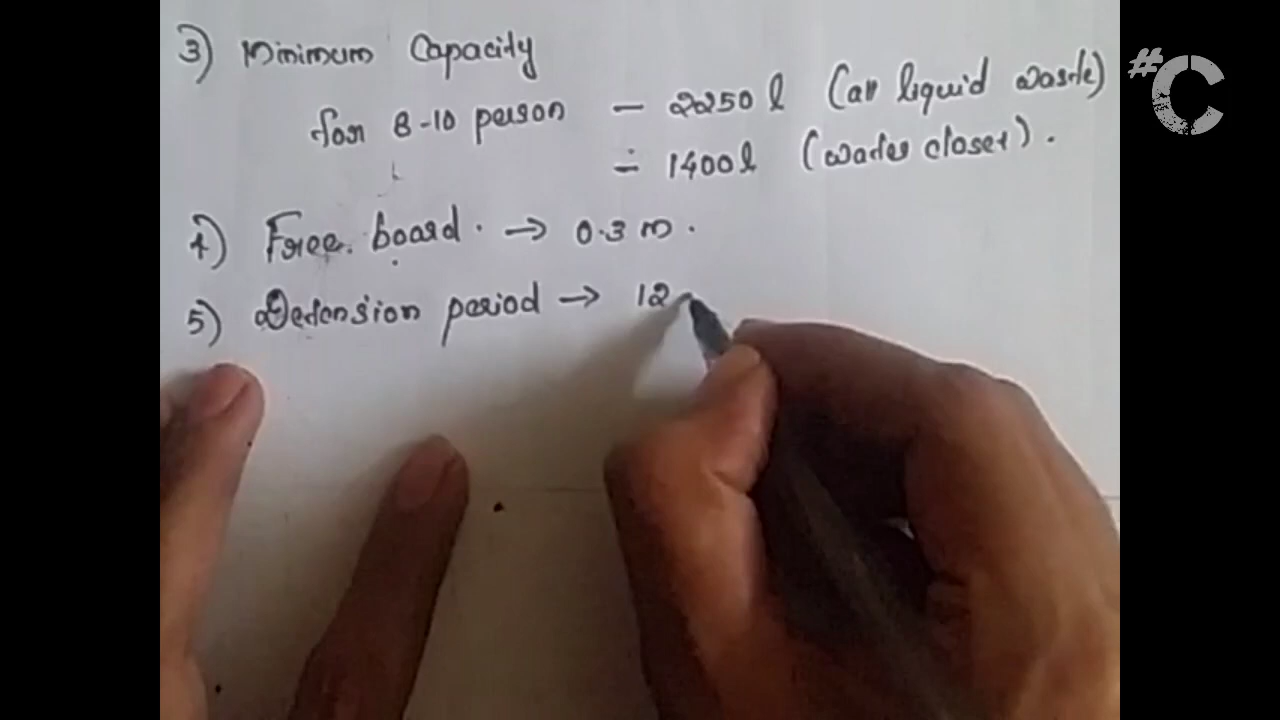 3) Minimum Capacity
for 8-10 person - 2250 l (all liquid waste)
- 1400 l (water closet).
4) Free board. → 0.3 m.
5) Detension period → 12
#C